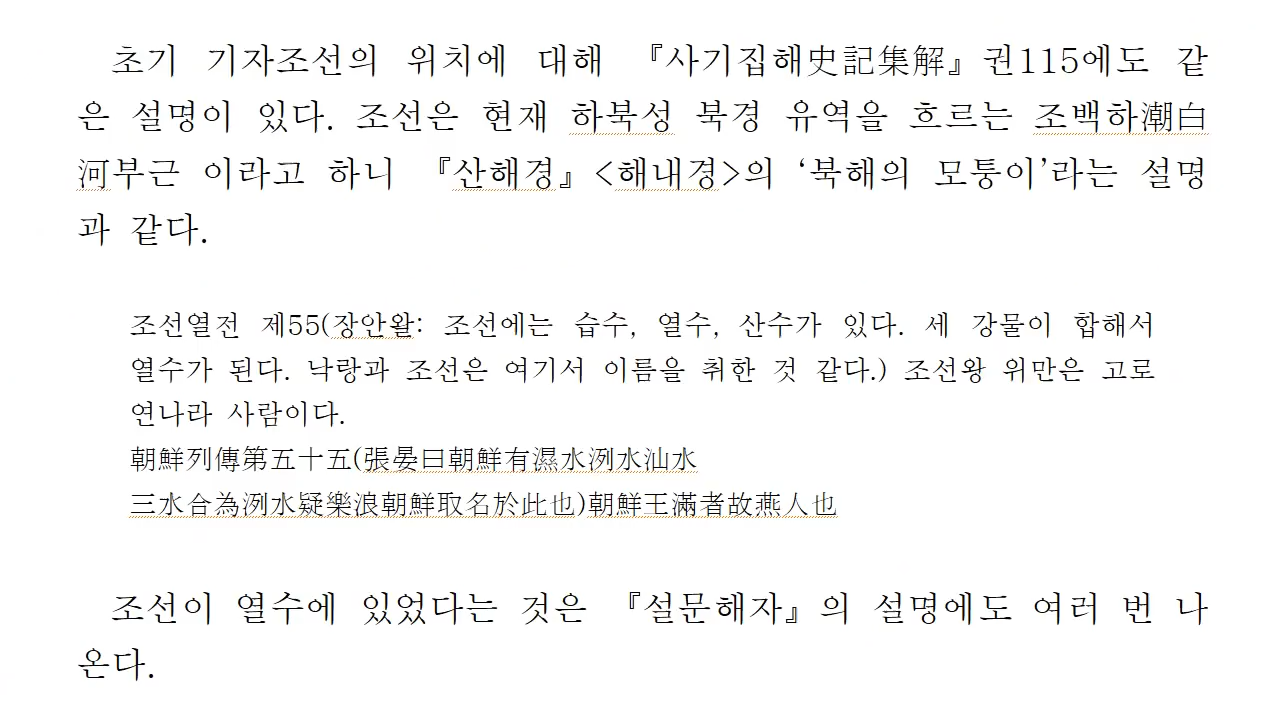 초기 기자조선의 위치에 대해 『사기집해史記集解』권115에도 같
은 설명이 있다. 조선은 현재 하북성 북경 유역을 흐르는 조백하潮白
河부근 이라고 하니 『산해경』<해내경>의 ‘북해의 모퉁이’라는 설명
과 같다.
조선열전 제55(장안왈: 조선에는 습수, 열수, 산수가 있다. 세 강물이 합해서
열수가 된다. 낙랑과 조선은 여기서 이름을 취한 것 같다.) 조선왕 위만은 고로
연나라 사람이다.
朝鮮列傳第五十五(張晏曰朝鮮有濕水洌水汕水
三水合為洌水疑樂浪朝鮮取名於此也)朝鮮王滿者故燕人也
조선이 열수에 있었다는 것은 『설문해자』의 설명에도 여러 번 나
온다.